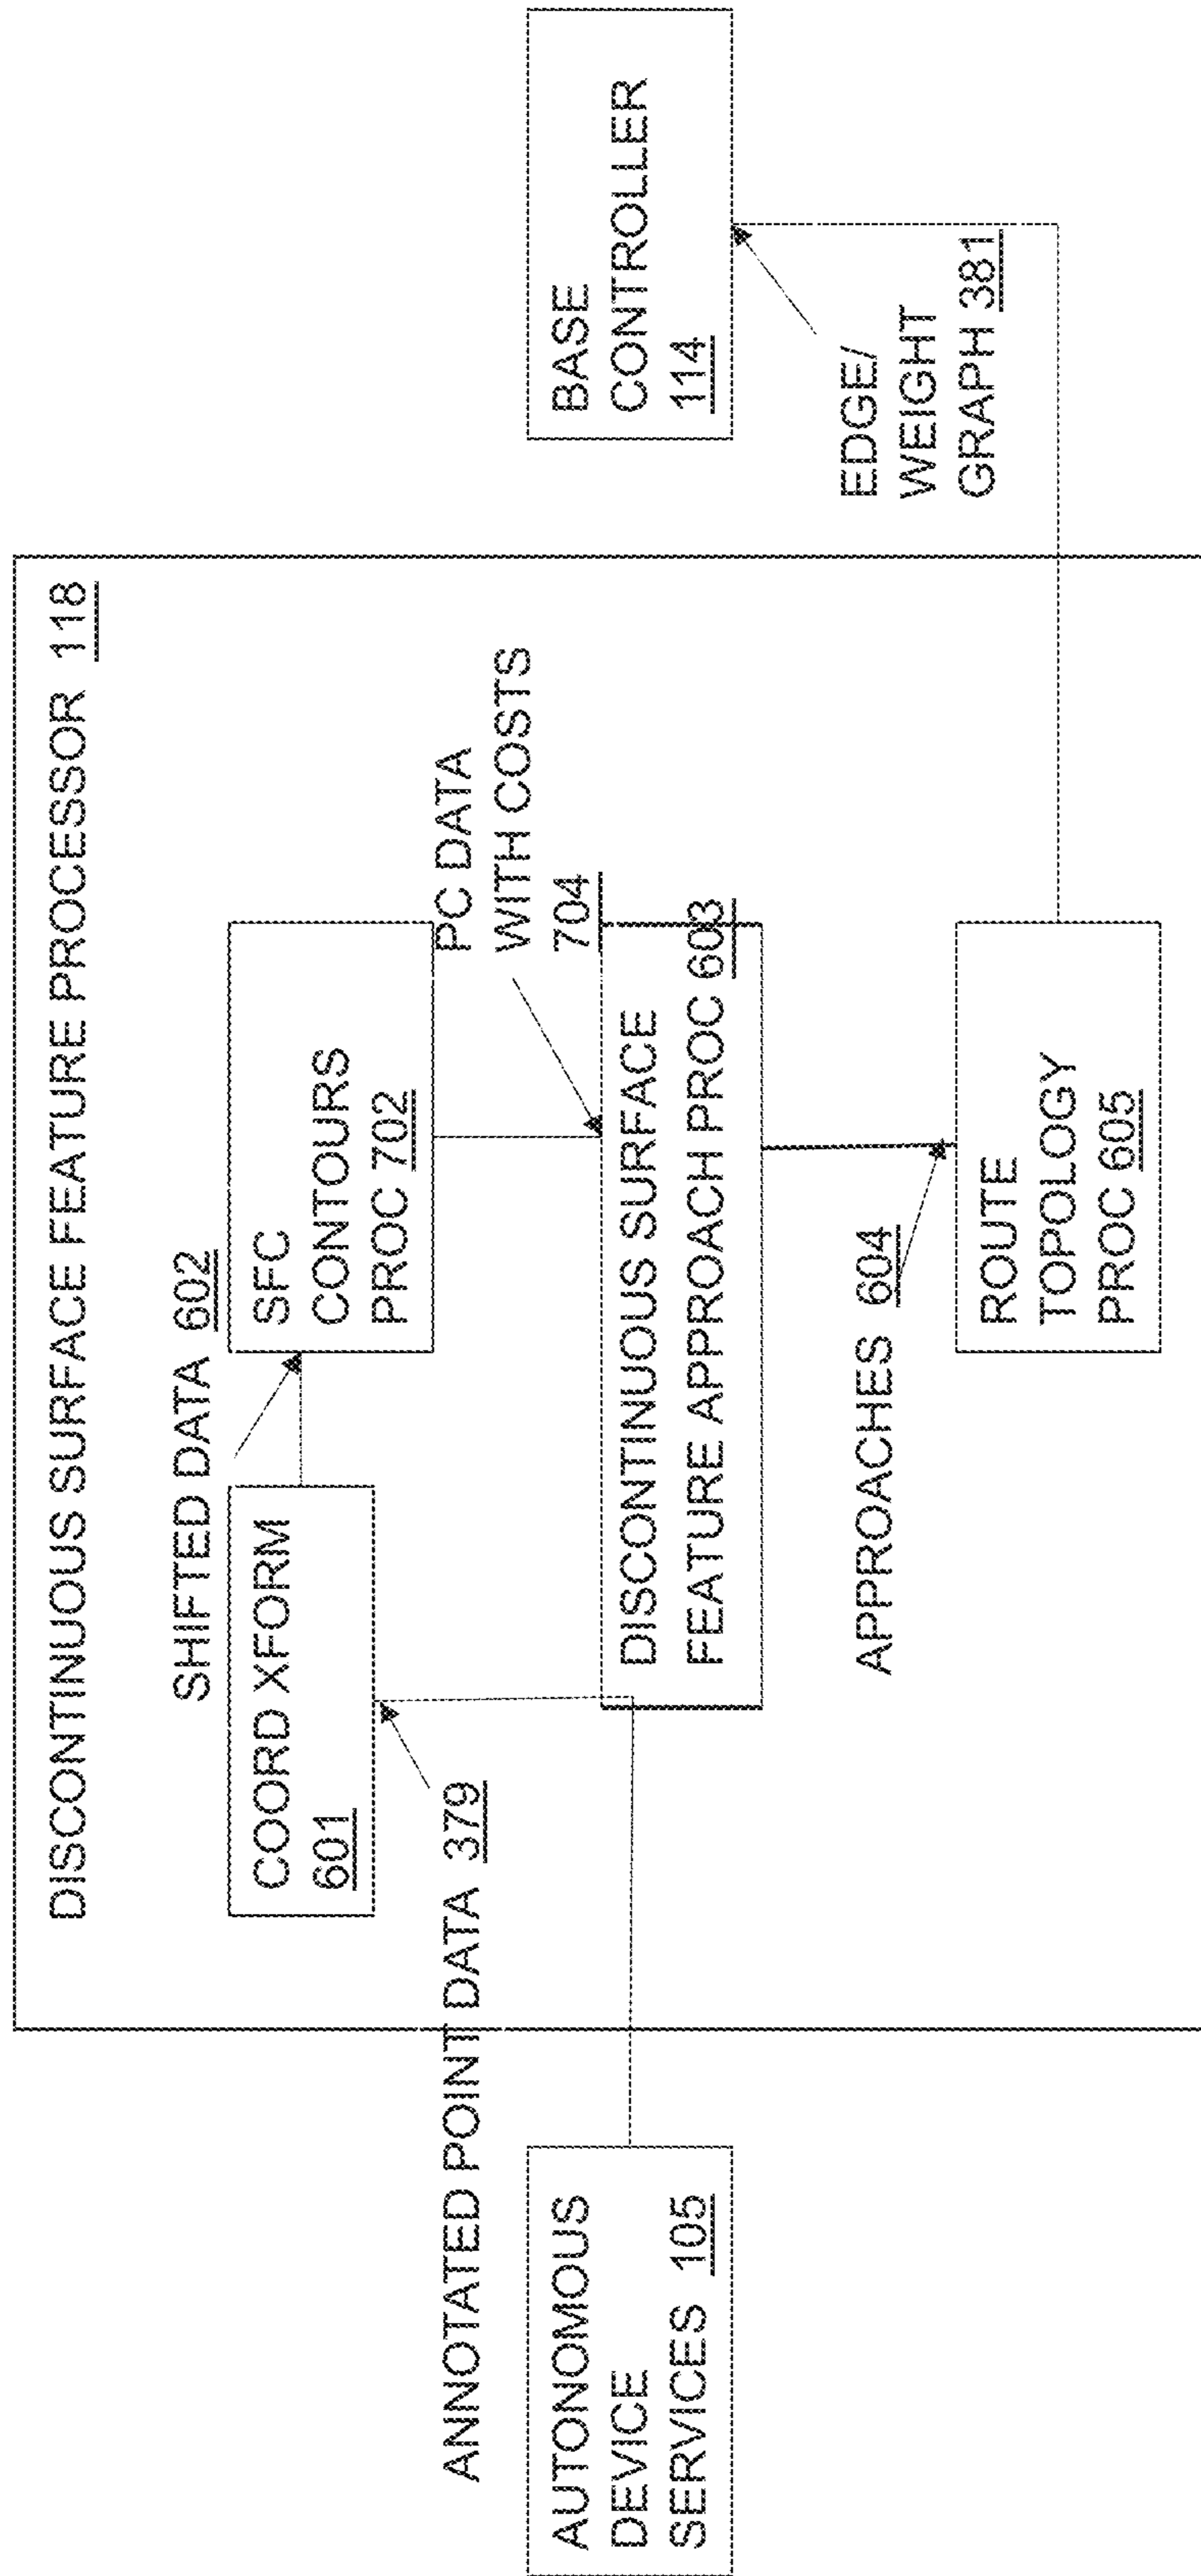 DISCONTINUOUS SURFACE FEATURE PROCESSOR 118
SHIFTED DATA 602
COORD XFORM
601
SFC
CONTOURS
PROC 702
ANNOTATED POINT DATA 379
PC DATA
WITH COSTS
704
AUTONOMOUS
DEVICE
SERVICES 105
DISCONTINUOUS SURFACE
FEATURE APPROACH PROC 603
BASE
CONTROLLER
114
APPROACHES 604
EDGE/
WEIGHT
GRAPH 381
ROUTE
TOPOLOGY
PROC 605